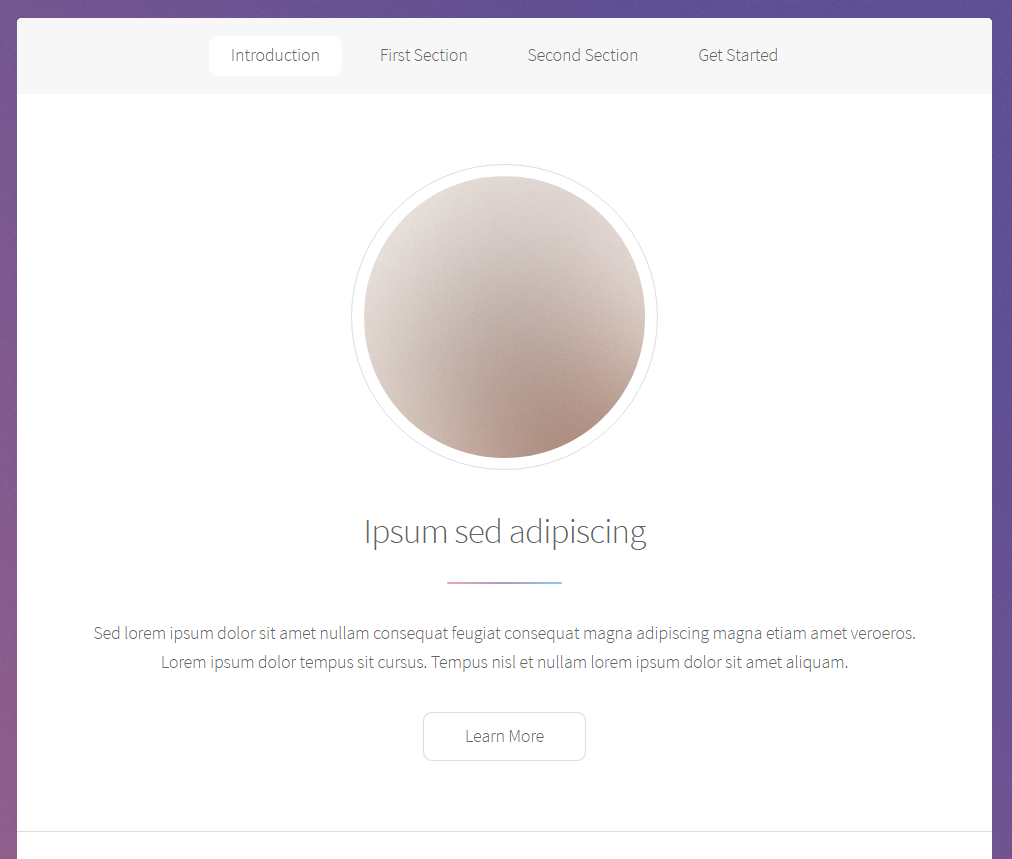 Introduction First Section Second Section Get Started
Ipsum sed adipiscing
Sed lorem ipsum dolor sit amet nullam consequat feugiat consequat magna adipiscing magna etiam amet veroeros.
Lorem ipsum dolor tempus sit cursus. Tempus nisl et nullam lorem ipsum dolor sit amet aliquam.
Learn More